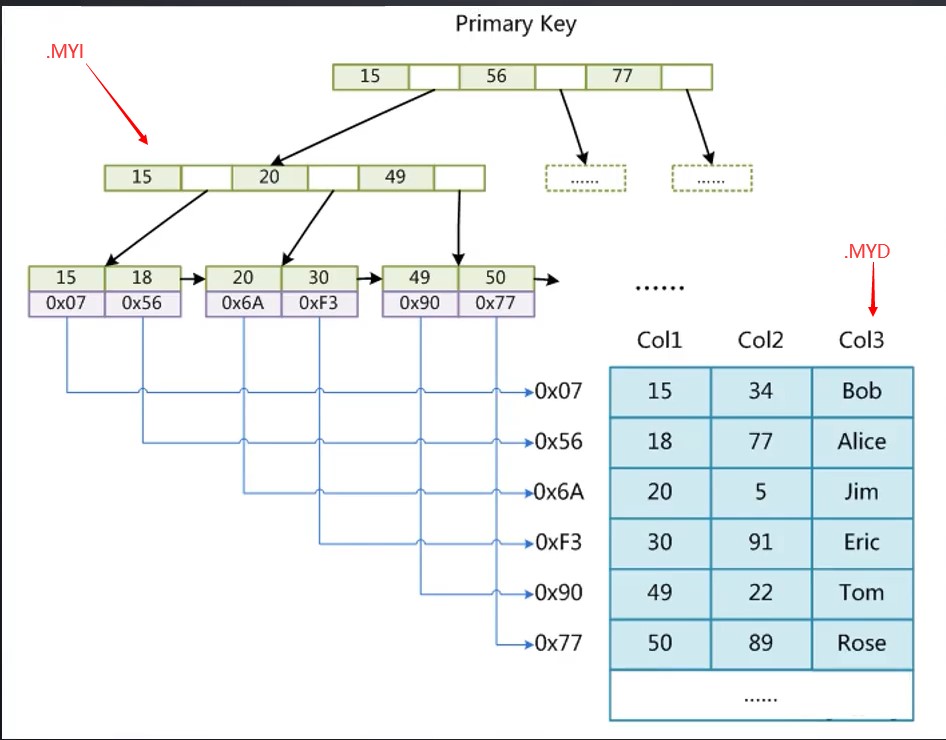 Primary Key
.MYI
15 56 77
15 20 49
...... ......
.MYD
15 18 20 30 49 50
0x07 0x56 0x6A 0xF3 0x90 0x77
......
Col1 Col2 Col3
0x07 15 34 Bob
0x56 18 77 Alice
0x6A 20 5 Jim
0xF3 30 91 Eric
0x90 49 22 Tom
0x77 50 89 Rose
......